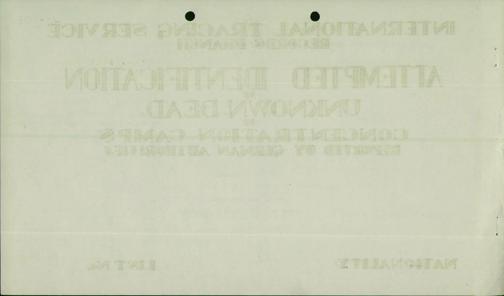 INTERNATIONAL TRACING SERVICE
RECORDS BRANCH
ATTEMPTED IDENTIFICATION
OF
UNKNOWN DEAD
IN
CONCENTRATION CAMPS
REPORTED BY GERMAN AUTHORITIES
NATIONALITY
LIST No.